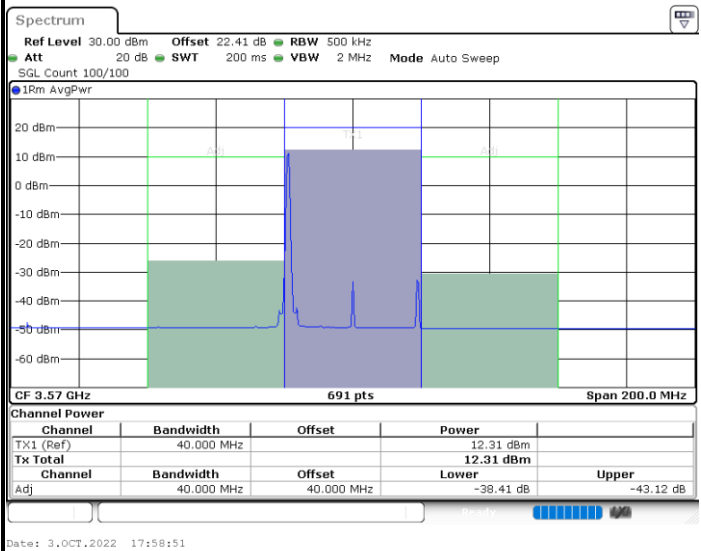 Spectrum
Ref Level 30.00 dBm Offset 22.41 dB RBW 500 kHz
Att 20 dB SWT 200 ms VBW 2 MHz Mode Auto Sweep
SGL Count 100/100
1Rm AvgPwr
TX1
20 dBm
Adj Adj
10 dBm
0 dBm
-10 dBm
-20 dBm
-30 dBm
-40 dBm
-50 dBm
-60 dBm
CF 3.57 GHz 691 pts Span 200.0 MHz
Channel Power
Channel Bandwidth Offset Power
TX1 (Ref) 40.000 MHz 12.31 dBm
Tx Total 12.31 dBm
Channel Bandwidth Offset Lower Upper
Adj 40.000 MHz 40.000 MHz -38.41 dB -43.12 dB
Ready
Date: 3.OCT.2022 17:58:51